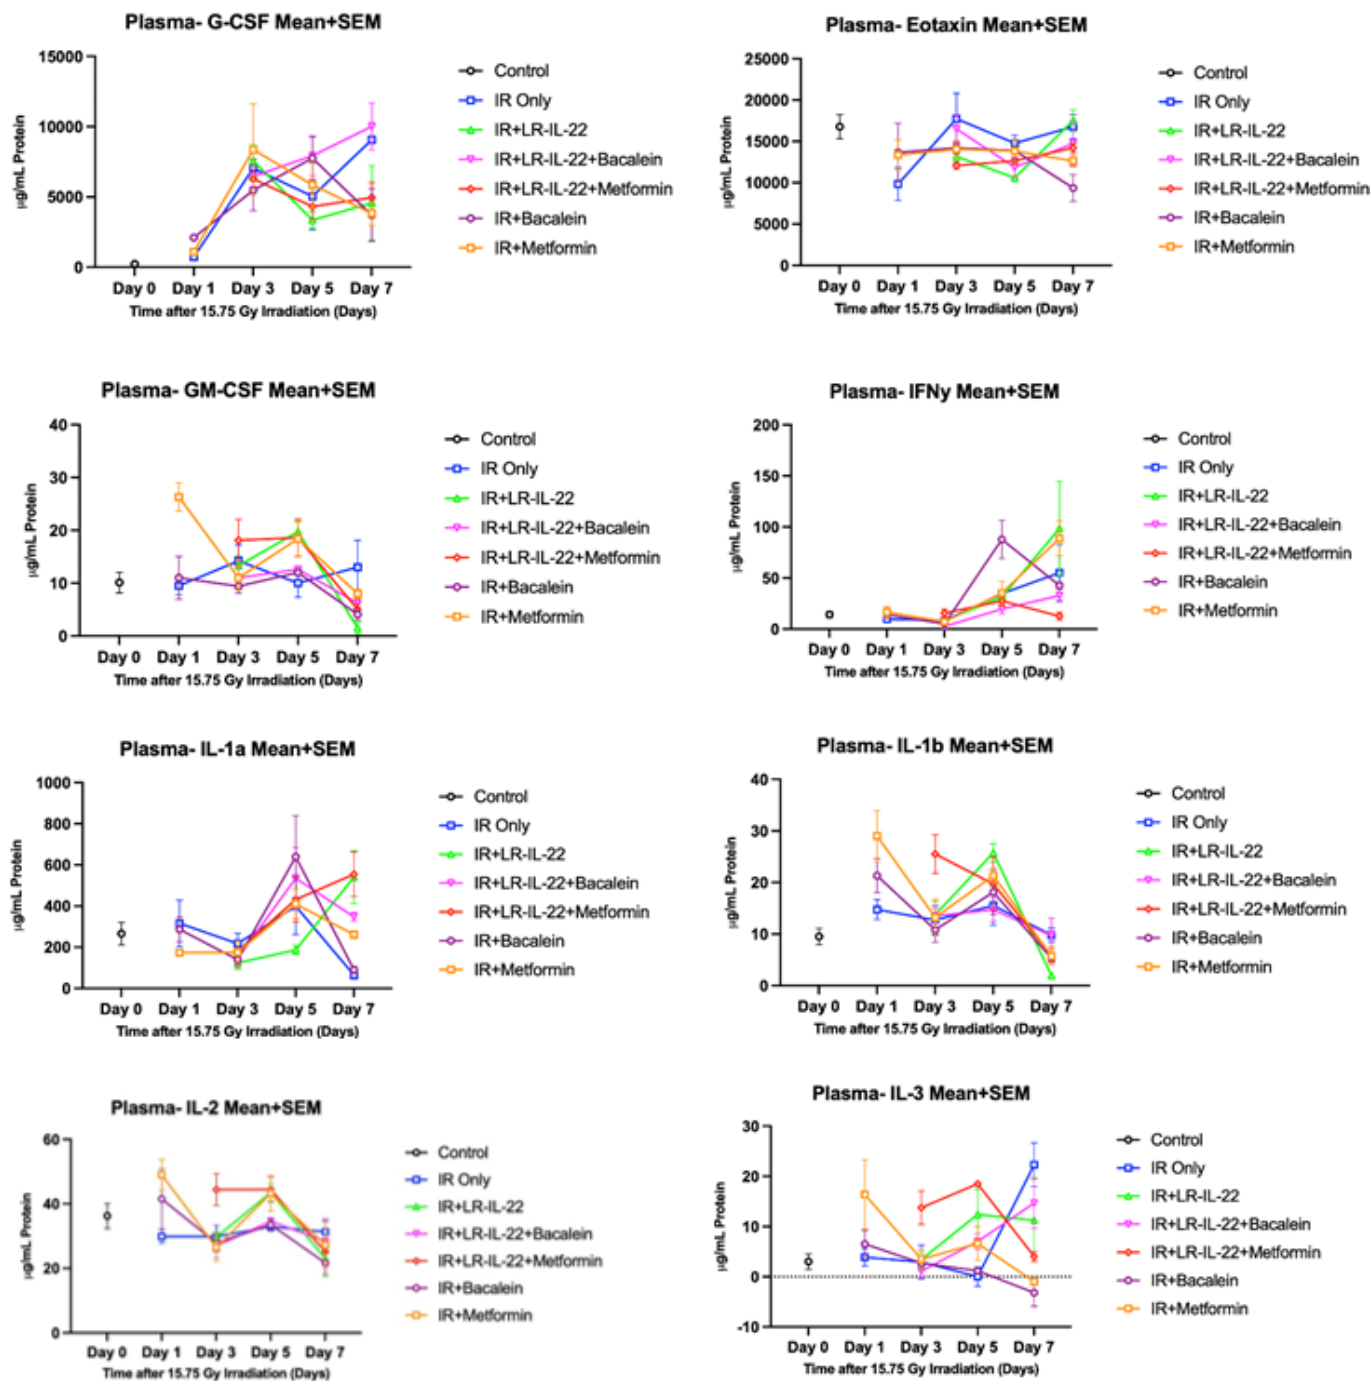 Plasma- G-CSF Mean+SEM
µg/mL Protein
15000
10000
5000
0
Day 0 Day 1 Day 3 Day 5 Day 7
Time after 15.75 Gy Irradiation (Days)
Control
IR Only
IR+LR-IL-22
IR+LR-IL-22+Bacalein
IR+LR-IL-22+Metformin
IR+Bacalein
IR+Metformin
Plasma- Eotaxin Mean+SEM
µg/mL Protein
25000
20000
15000
10000
5000
0
Day 0 Day 1 Day 3 Day 5 Day 7
Time after 15.75 Gy Irradiation (Days)
Control
IR Only
IR+LR-IL-22
IR+LR-IL-22+Bacalein
IR+LR-IL-22+Metformin
IR+Bacalein
IR+Metformin
Plasma- GM-CSF Mean+SEM
µg/mL Protein
40
30
20
10
0
Day 0 Day 1 Day 3 Day 5 Day 7
Time after 15.75 Gy Irradiation (Days)
Control
IR Only
IR+LR-IL-22
IR+LR-IL-22+Bacalein
IR+LR-IL-22+Metformin
IR+Bacalein
IR+Metformin
Plasma- IFNy Mean+SEM
µg/mL Protein
200
150
100
50
0
Day 0 Day 1 Day 3 Day 5 Day 7
Time after 15.75 Gy Irradiation (Days)
Control
IR Only
IR+LR-IL-22
IR+LR-IL-22+Bacalein
IR+LR-IL-22+Metformin
IR+Bacalein
IR+Metformin
Plasma- IL-1a Mean+SEM
µg/mL Protein
1000
800
600
400
200
0
Day 0 Day 1 Day 3 Day 5 Day 7
Time after 15.75 Gy Irradiation (Days)
Control
IR Only
IR+LR-IL-22
IR+LR-IL-22+Bacalein
IR+LR-IL-22+Metformin
IR+Bacalein
IR+Metformin
Plasma- IL-1b Mean+SEM
µg/mL Protein
40
30
20
10
0
Day 0 Day 1 Day 3 Day 5 Day 7
Time after 15.75 Gy Irradiation (Days)
Control
IR Only
IR+LR-IL-22
IR+LR-IL-22+Bacalein
IR+LR-IL-22+Metformin
IR+Bacalein
IR+Metformin
Plasma- IL-2 Mean+SEM
µg/mL Protein
60
40
20
0
Day 0 Day 1 Day 3 Day 5 Day 7
Time after 15.75 Gy Irradiation (Days)
Control
IR Only
IR+LR-IL-22
IR+LR-IL-22+Bacalein
IR+LR-IL-22+Metformin
IR+Bacalein
IR+Metformin
Plasma- IL-3 Mean+SEM
µg/mL Protein
30
20
10
0
-10
Day 0 Day 1 Day 3 Day 5 Day 7
Time after 15.75 Gy Irradiation (Days)
Control
IR Only
IR+LR-IL-22
IR+LR-IL-22+Bacalein
IR+LR-IL-22+Metformin
IR+Bacalein
IR+Metformin